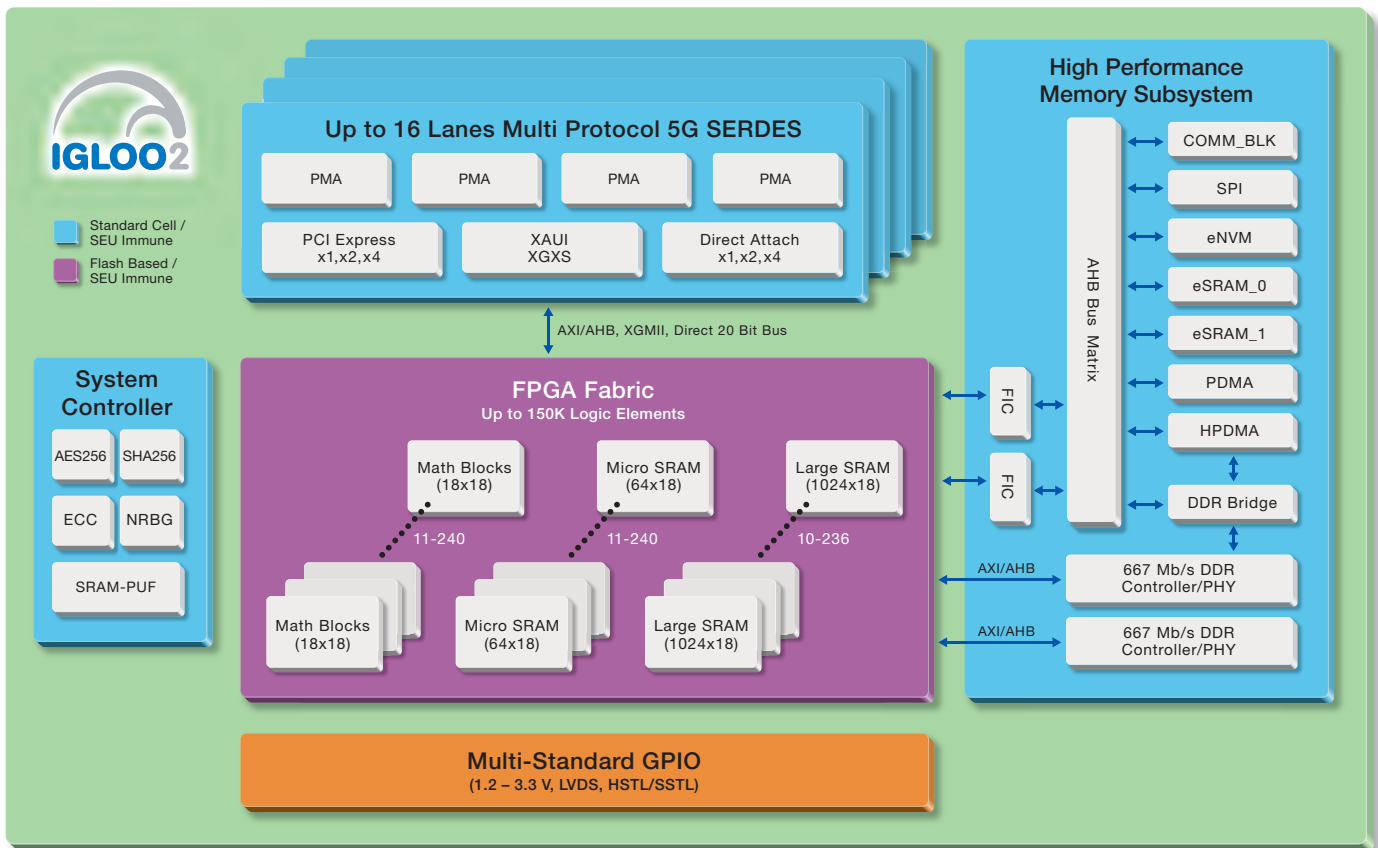 IGLOO2
Standard Cell /
SEU Immune
Flash Based /
SEU Immune
Up to 16 Lanes Multi Protocol 5G SERDES
PMA
PMA
PMA
PMA
PCI Express
x1,x2,x4
XAUI
XGXS
Direct Attach
x1,x2,x4
AXI/AHB, XGMII, Direct 20 Bit Bus
System
Controller
AES256
SHA256
ECC
NRBG
SRAM-PUF
FPGA Fabric
Up to 150K Logic Elements
Math Blocks
(18x18)
Micro SRAM
(64x18)
Large SRAM
(1024x18)
11-240
11-240
10-236
Math Blocks
(18x18)
Micro SRAM
(64x18)
Large SRAM
(1024x18)
High Performance
Memory Subsystem
AHB Bus Matrix
COMM_BLK
SPI
eNVM
eSRAM_0
eSRAM_1
PDMA
HPDMA
DDR Bridge
FIC
FIC
AXI/AHB
667 Mb/s DDR
Controller/PHY
AXI/AHB
667 Mb/s DDR
Controller/PHY
Multi-Standard GPIO
(1.2 – 3.3 V, LVDS, HSTL/SSTL)